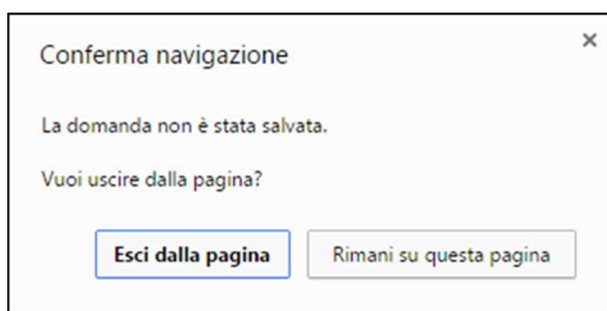 Conferma navigazione
La domanda non è stata salvata.
Vuoi uscire dalla pagina?
Esci dalla pagina
Rimani su questa pagina